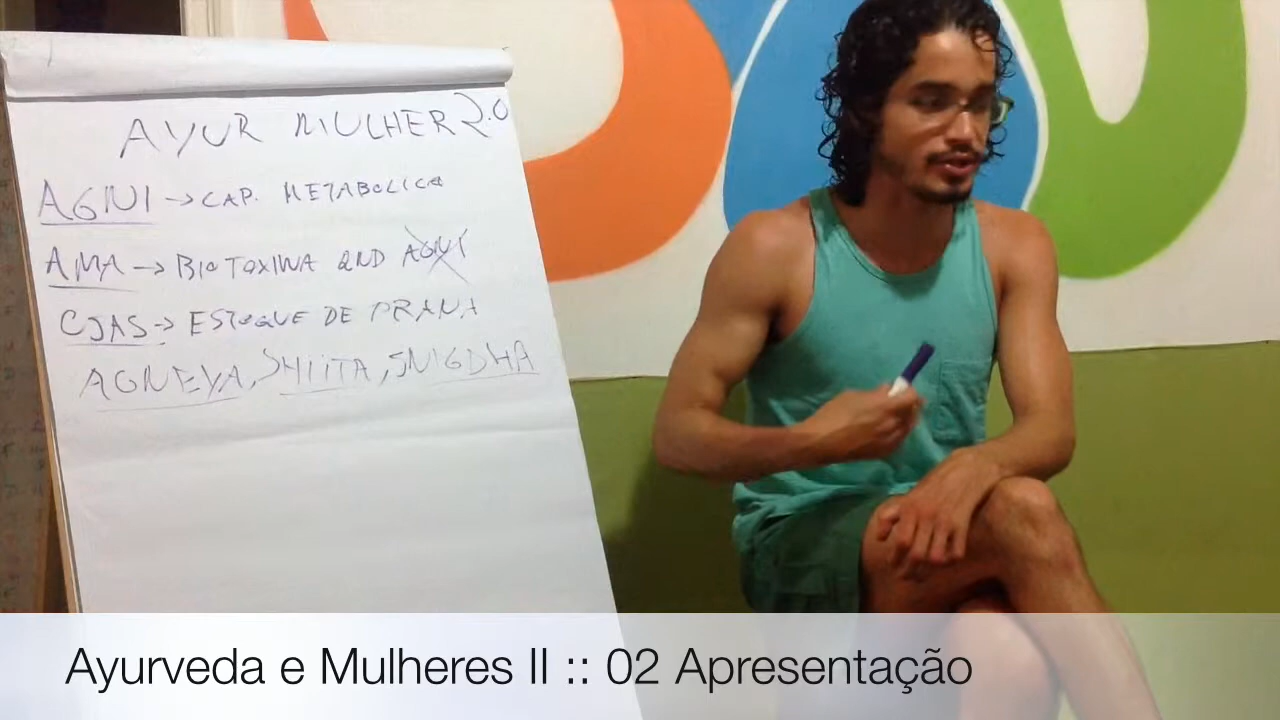 AYUR MULHER 2.0
AGNI → CAP. METABOLICA
AMA → BIOTOXINA QND AGNI
OJAS → ESTOQUE DE PRANA
AGNEYA, SHIITA, SNIGDHA
Ayurveda e Mulheres II :: 02 Apresentação